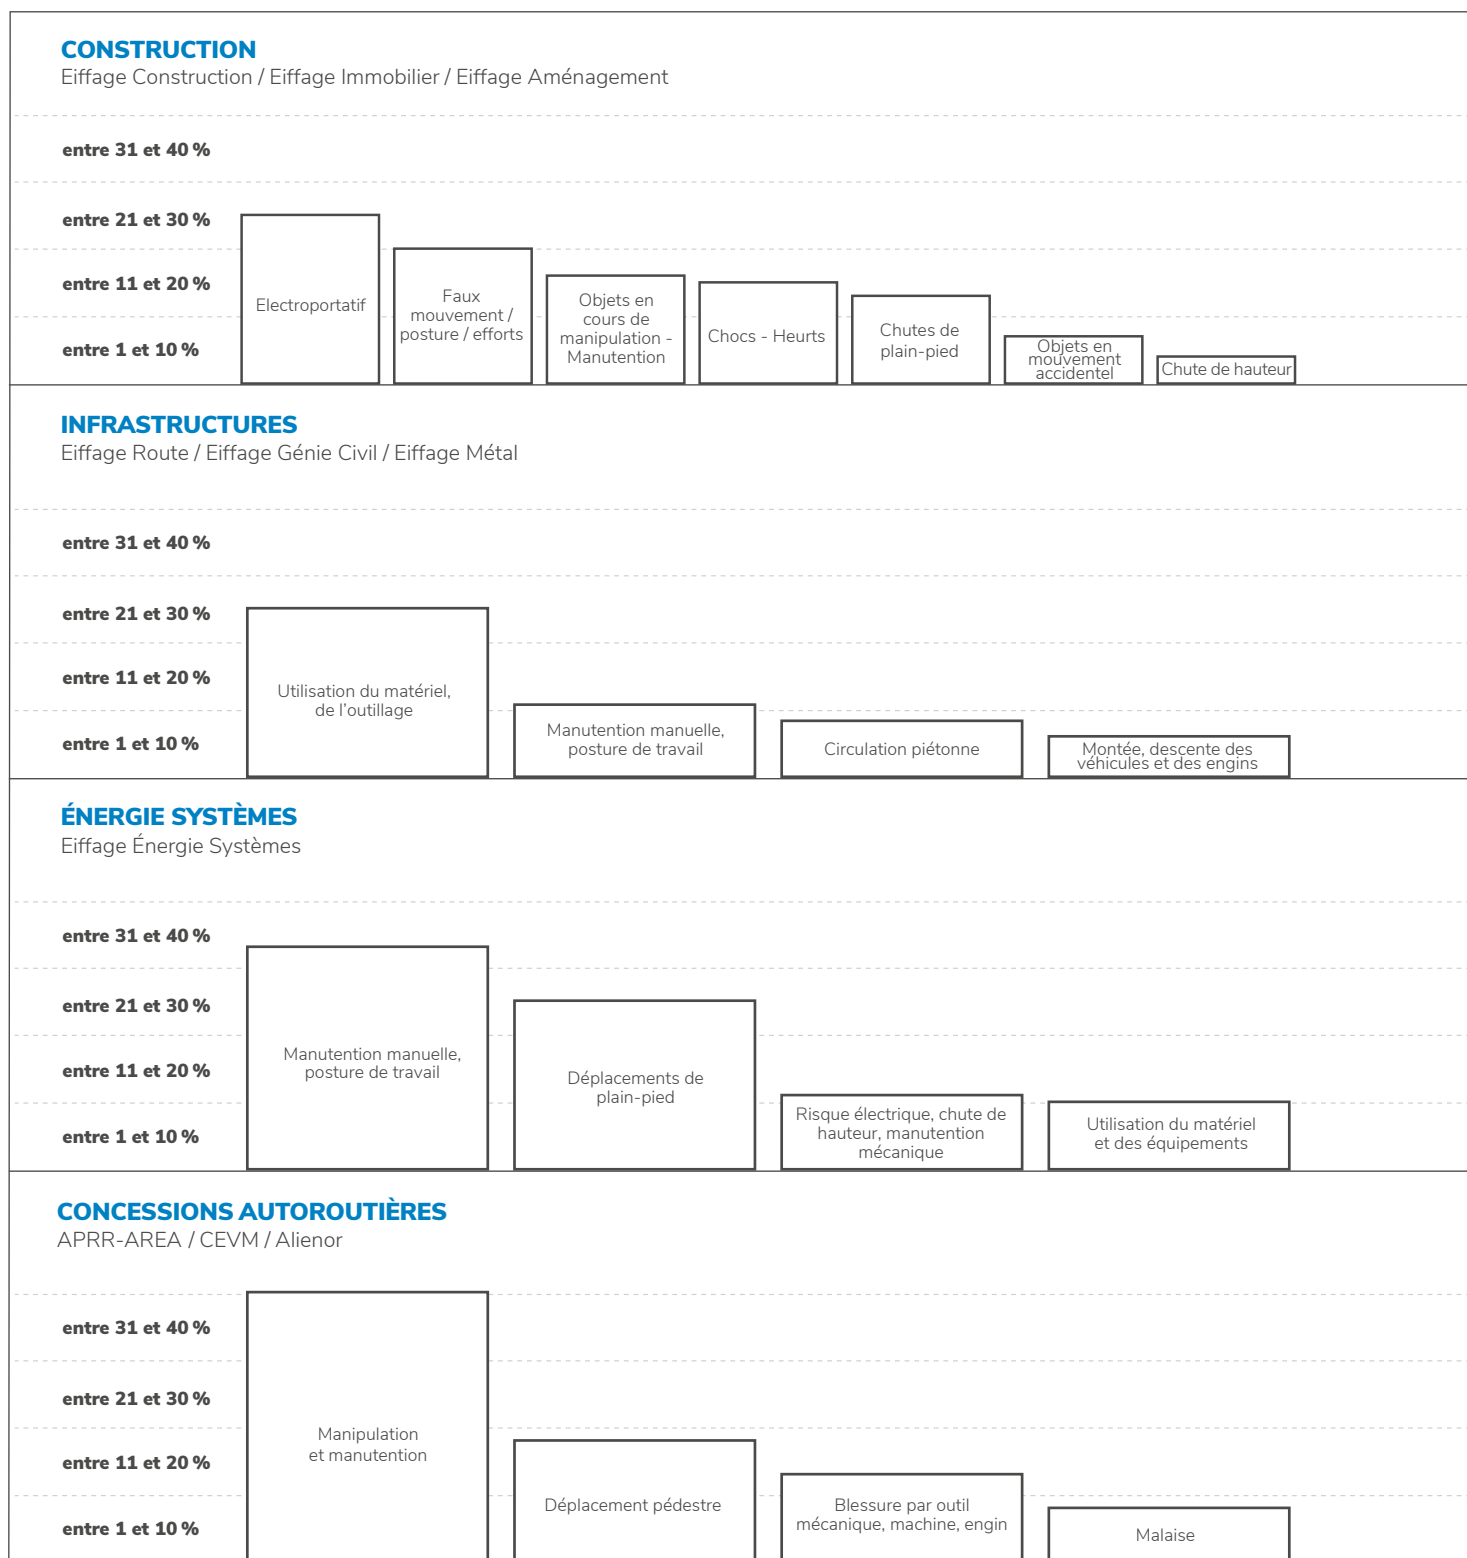 CONSTRUCTION
Eiffage Construction / Eiffage Immobilier / Eiffage Aménagement
entre 31 et 40 %
entre 21 et 30 %
entre 11 et 20 %
entre 1 et 10 %
Electroportatif
Faux
mouvement /
posture / efforts
Objets en
cours de
manipulation -
Manutention
Chocs - Heurts
Chutes de
plain-pied
Objets en
mouvement
accidentel
Chute de hauteur
INFRASTRUCTURES
Eiffage Route / Eiffage Génie Civil / Eiffage Métal
entre 31 et 40 %
entre 21 et 30 %
entre 11 et 20 %
entre 1 et 10 %
Utilisation du matériel,
de l’outillage
Manutention manuelle,
posture de travail
Circulation piétonne
Montée, descente des
véhicules et des engins
ÉNERGIE SYSTÈMES
Eiffage Énergie Systèmes
entre 31 et 40 %
entre 21 et 30 %
entre 11 et 20 %
entre 1 et 10 %
Manutention manuelle,
posture de travail
Déplacements de
plain-pied
Risque électrique, chute de
hauteur, manutention
mécanique
Utilisation du matériel
et des équipements
CONCESSIONS AUTOROUTIÈRES
APRR-AREA / CEVM / Alienor
entre 31 et 40 %
entre 21 et 30 %
entre 11 et 20 %
entre 1 et 10 %
Manipulation
et manutention
Déplacement pédestre
Blessure par outil
mécanique, machine, engin
Malaise